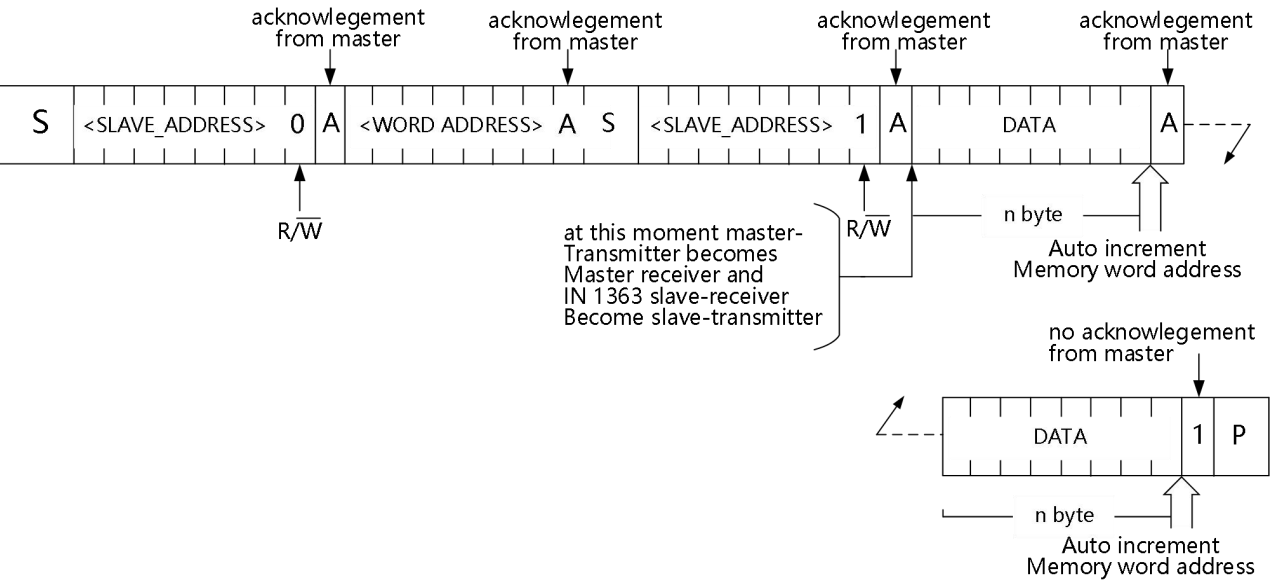 acknowlegement
from master
acknowlegement
from master
acknowlegement
from master
acknowlegement
from master
S <SLAVE_ADDRESS> 0 A <WORD ADDRESS> A S <SLAVE_ADDRESS> 1 A DATA A
R/W̅
R/W̅
n byte
at this moment master-
Transmitter becomes
Master receiver and
IN 1363 slave-receiver
Become slave-transmitter
Auto increment
Memory word address
no acknowlegement
from master
DATA 1 P
n byte
Auto increment
Memory word address